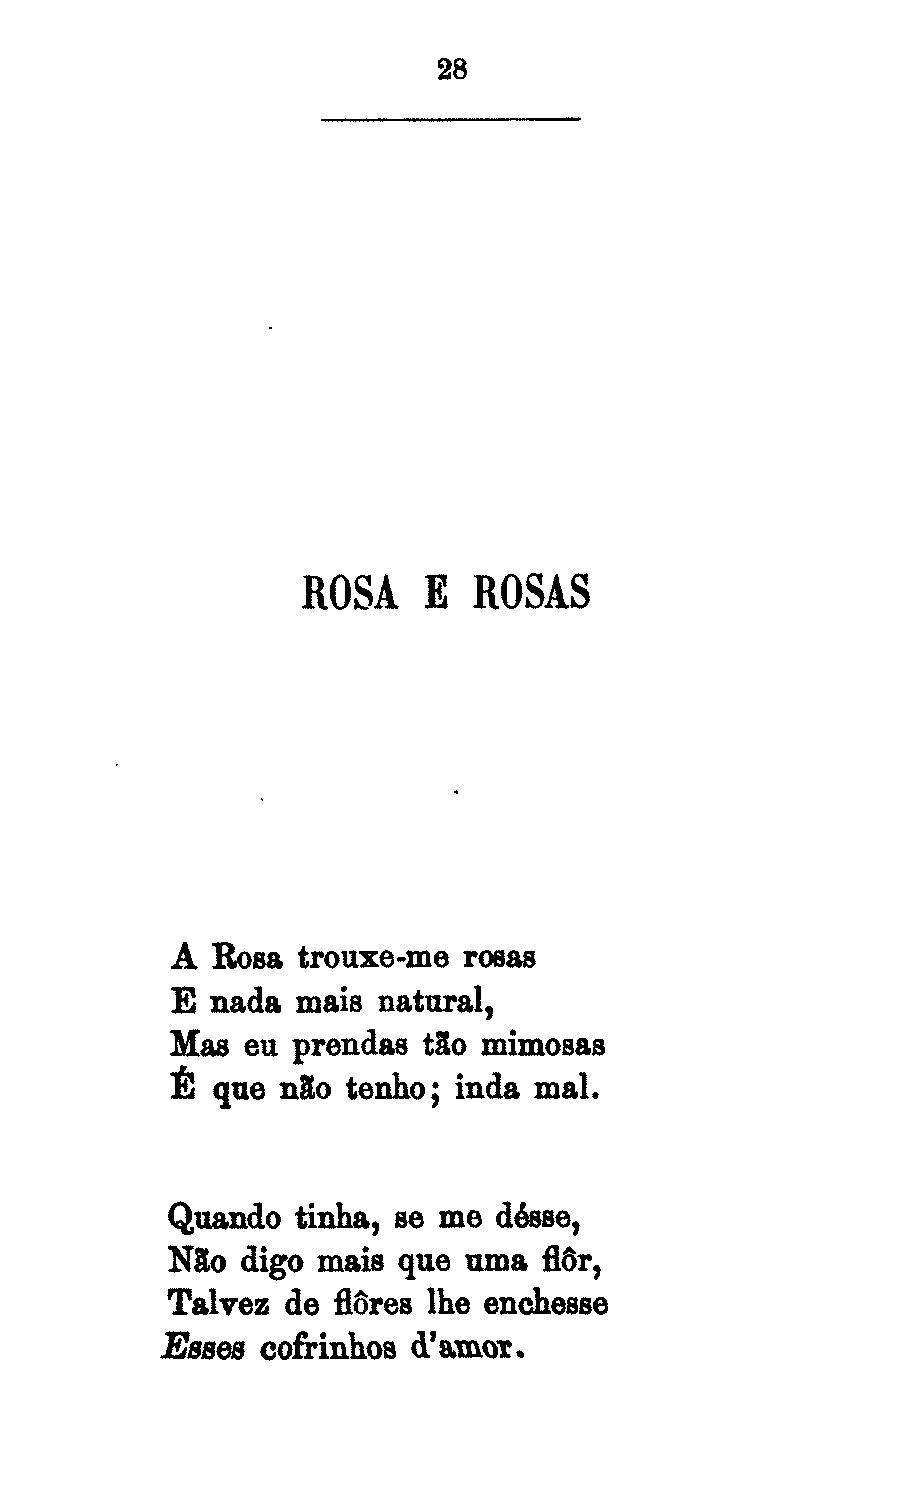 28
ROSA E ROSAS
A Rosa trouxe-me rosas
E nada mais natural,
Mas eu prendas tão mimosas
É que não tenho; inda mal.
Quando tinha, se me désse,
Não digo mais que uma flôr,
Talvez de flôres lhe enchesse
Esses cofrinhos d'amor.